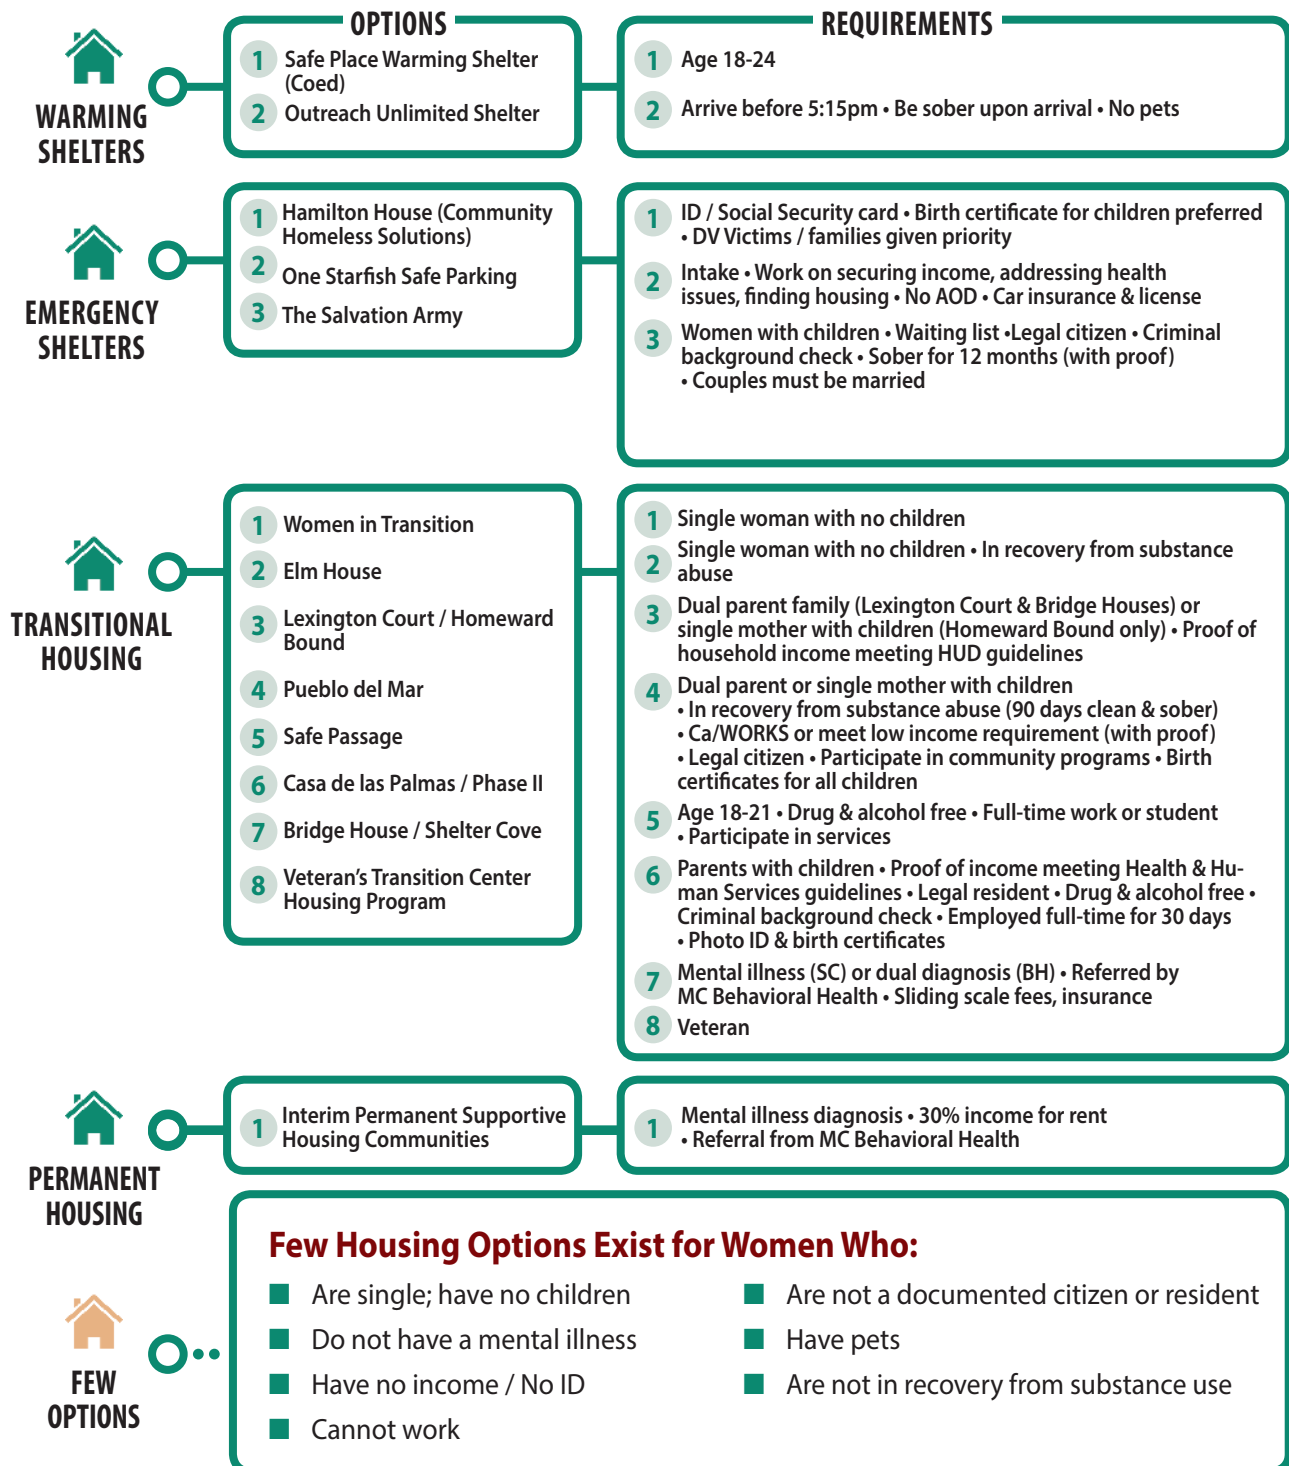 OPTIONS
REQUIREMENTS
WARMING
SHELTERS
1 Safe Place Warming Shelter
(Coed)
2 Outreach Unlimited Shelter
1 Age 18-24
2 Arrive before 5:15pm • Be sober upon arrival • No pets
EMERGENCY
SHELTERS
1 Hamilton House (Community
Homeless Solutions)
2 One Starfish Safe Parking
3 The Salvation Army
1 ID / Social Security card • Birth certificate for children preferred
• DV Victims / families given priority
2 Intake • Work on securing income, addressing health
issues, finding housing • No AOD • Car insurance & license
3 Women with children • Waiting list •Legal citizen • Criminal
background check • Sober for 12 months (with proof)
• Couples must be married
TRANSITIONAL
HOUSING
1 Women in Transition
2 Elm House
3 Lexington Court / Homeward
Bound
4 Pueblo del Mar
5 Safe Passage
6 Casa de las Palmas / Phase II
7 Bridge House / Shelter Cove
8 Veteran's Transition Center
Housing Program
1 Single woman with no children
2 Single woman with no children • In recovery from substance
abuse
3 Dual parent family (Lexington Court & Bridge Houses) or
single mother with children (Homeward Bound only) • Proof of
household income meeting HUD guidelines
4 Dual parent or single mother with children
• In recovery from substance abuse (90 days clean & sober)
• Ca/WORKS or meet low income requirement (with proof)
• Legal citizen • Participate in community programs • Birth
certificates for all children
5 Age 18-21 • Drug & alcohol free • Full-time work or student
• Participate in services
6 Parents with children • Proof of income meeting Health & Hu-
man Services guidelines • Legal resident • Drug & alcohol free •
Criminal background check • Employed full-time for 30 days
• Photo ID & birth certificates
7 Mental illness (SC) or dual diagnosis (BH) • Referred by
MC Behavioral Health • Sliding scale fees, insurance
8 Veteran
PERMANENT
HOUSING
1 Interim Permanent Supportive
Housing Communities
1 Mental illness diagnosis • 30% income for rent
• Referral from MC Behavioral Health
FEW
OPTIONS
Few Housing Options Exist for Women Who:
Are single; have no children
Do not have a mental illness
Have no income / No ID
Cannot work
Are not a documented citizen or resident
Have pets
Are not in recovery from substance use